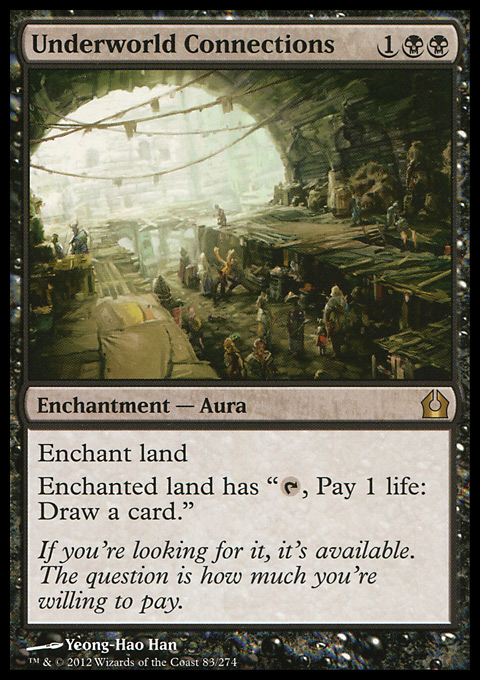 Underworld Connections 1
Enchantment — Aura
Enchant land
Enchanted land has “, Pay 1 life:
Draw a card.”
If you’re looking for it, it’s available.
The question is how much you’re
willing to pay.
Yeong-Hao Han
™ & © 2012 Wizards of the Coast 83/274